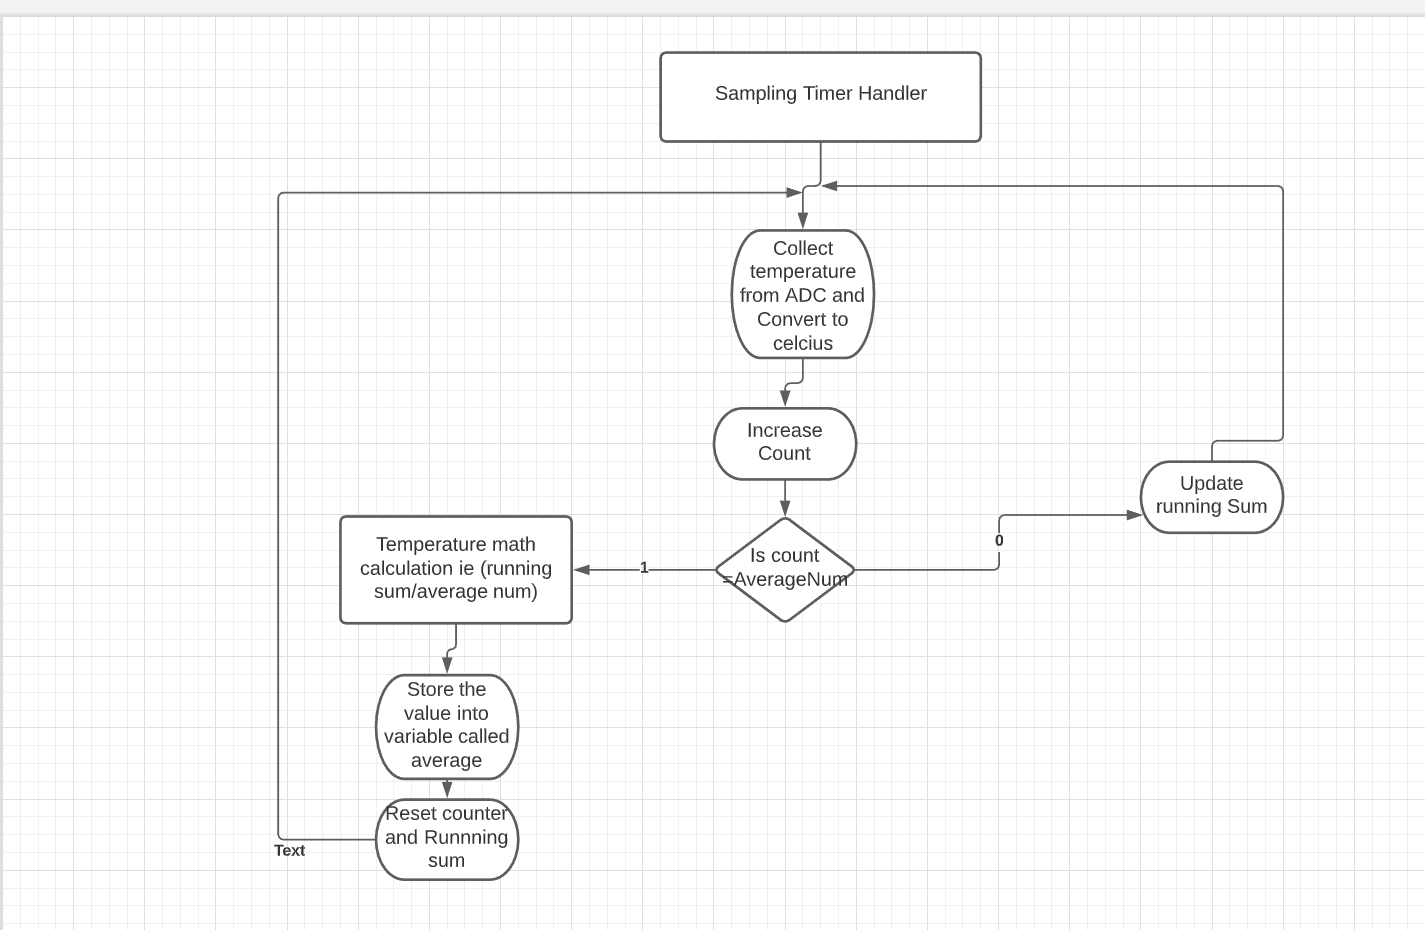 Sampling Timer Handler
Collect
temperature
from ADC and
Convert to
celcius
Increase
Count
Is count
=AverageNum
0
Update
running Sum
1
Temperature math
calculation ie (running
sum/average num)
Store the
value into
variable called
average
Reset counter
and Runnning
sum
Text